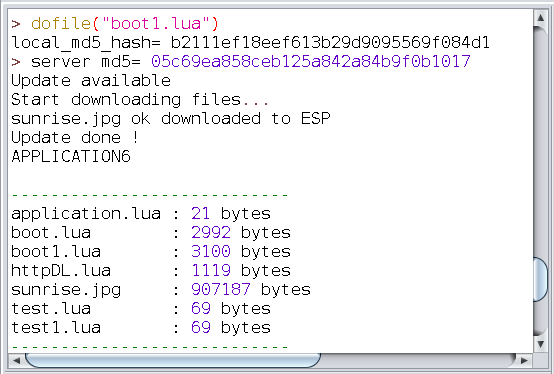 > dofile("boot1.lua")
local_md5_hash= b2111ef18eef613b29d9095569f084d1
> server md5= 05c69ea858ceb125a842a84b9f0b1017
Update available
Start downloading files...
sunrise.jpg ok downloaded to ESP
Update done !
APPLICATION6
----------------------------
application.lua : 21 bytes
boot.lua        : 2992 bytes
boot1.lua       : 3100 bytes
httpDL.lua      : 1119 bytes
sunrise.jpg     : 907187 bytes
test.lua        : 69 bytes
test1.lua       : 69 bytes
----------------------------